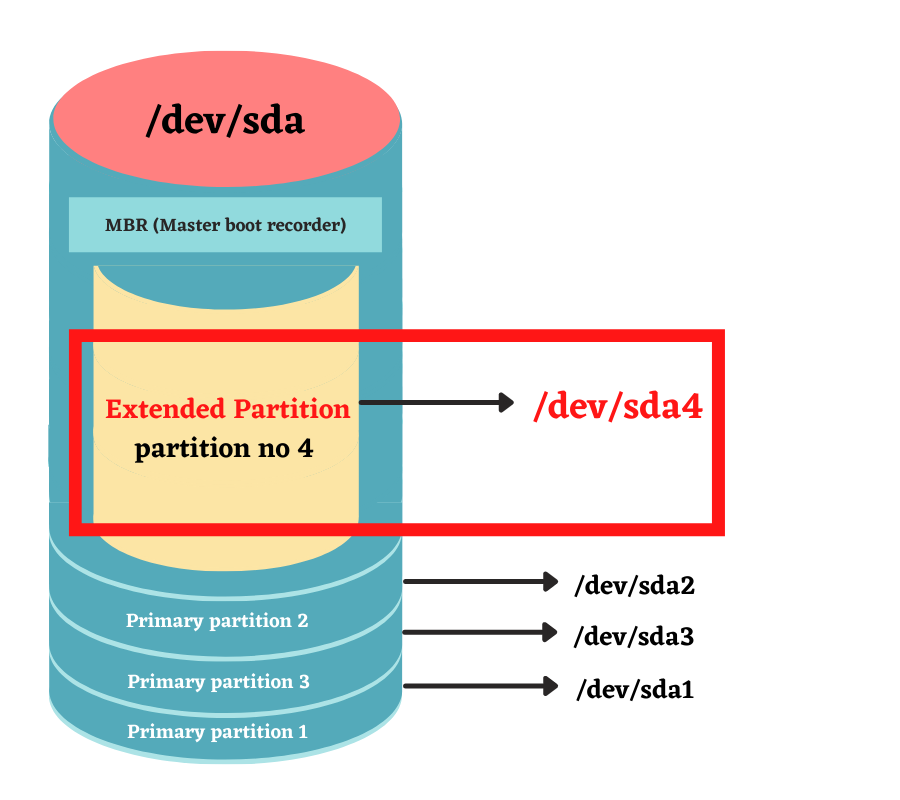 /dev/sda
MBR (Master boot recorder)
Extended Partition
partition no 4
/dev/sda4
/dev/sda2
Primary partition 2
/dev/sda3
Primary partition 3
/dev/sda1
Primary partition 1